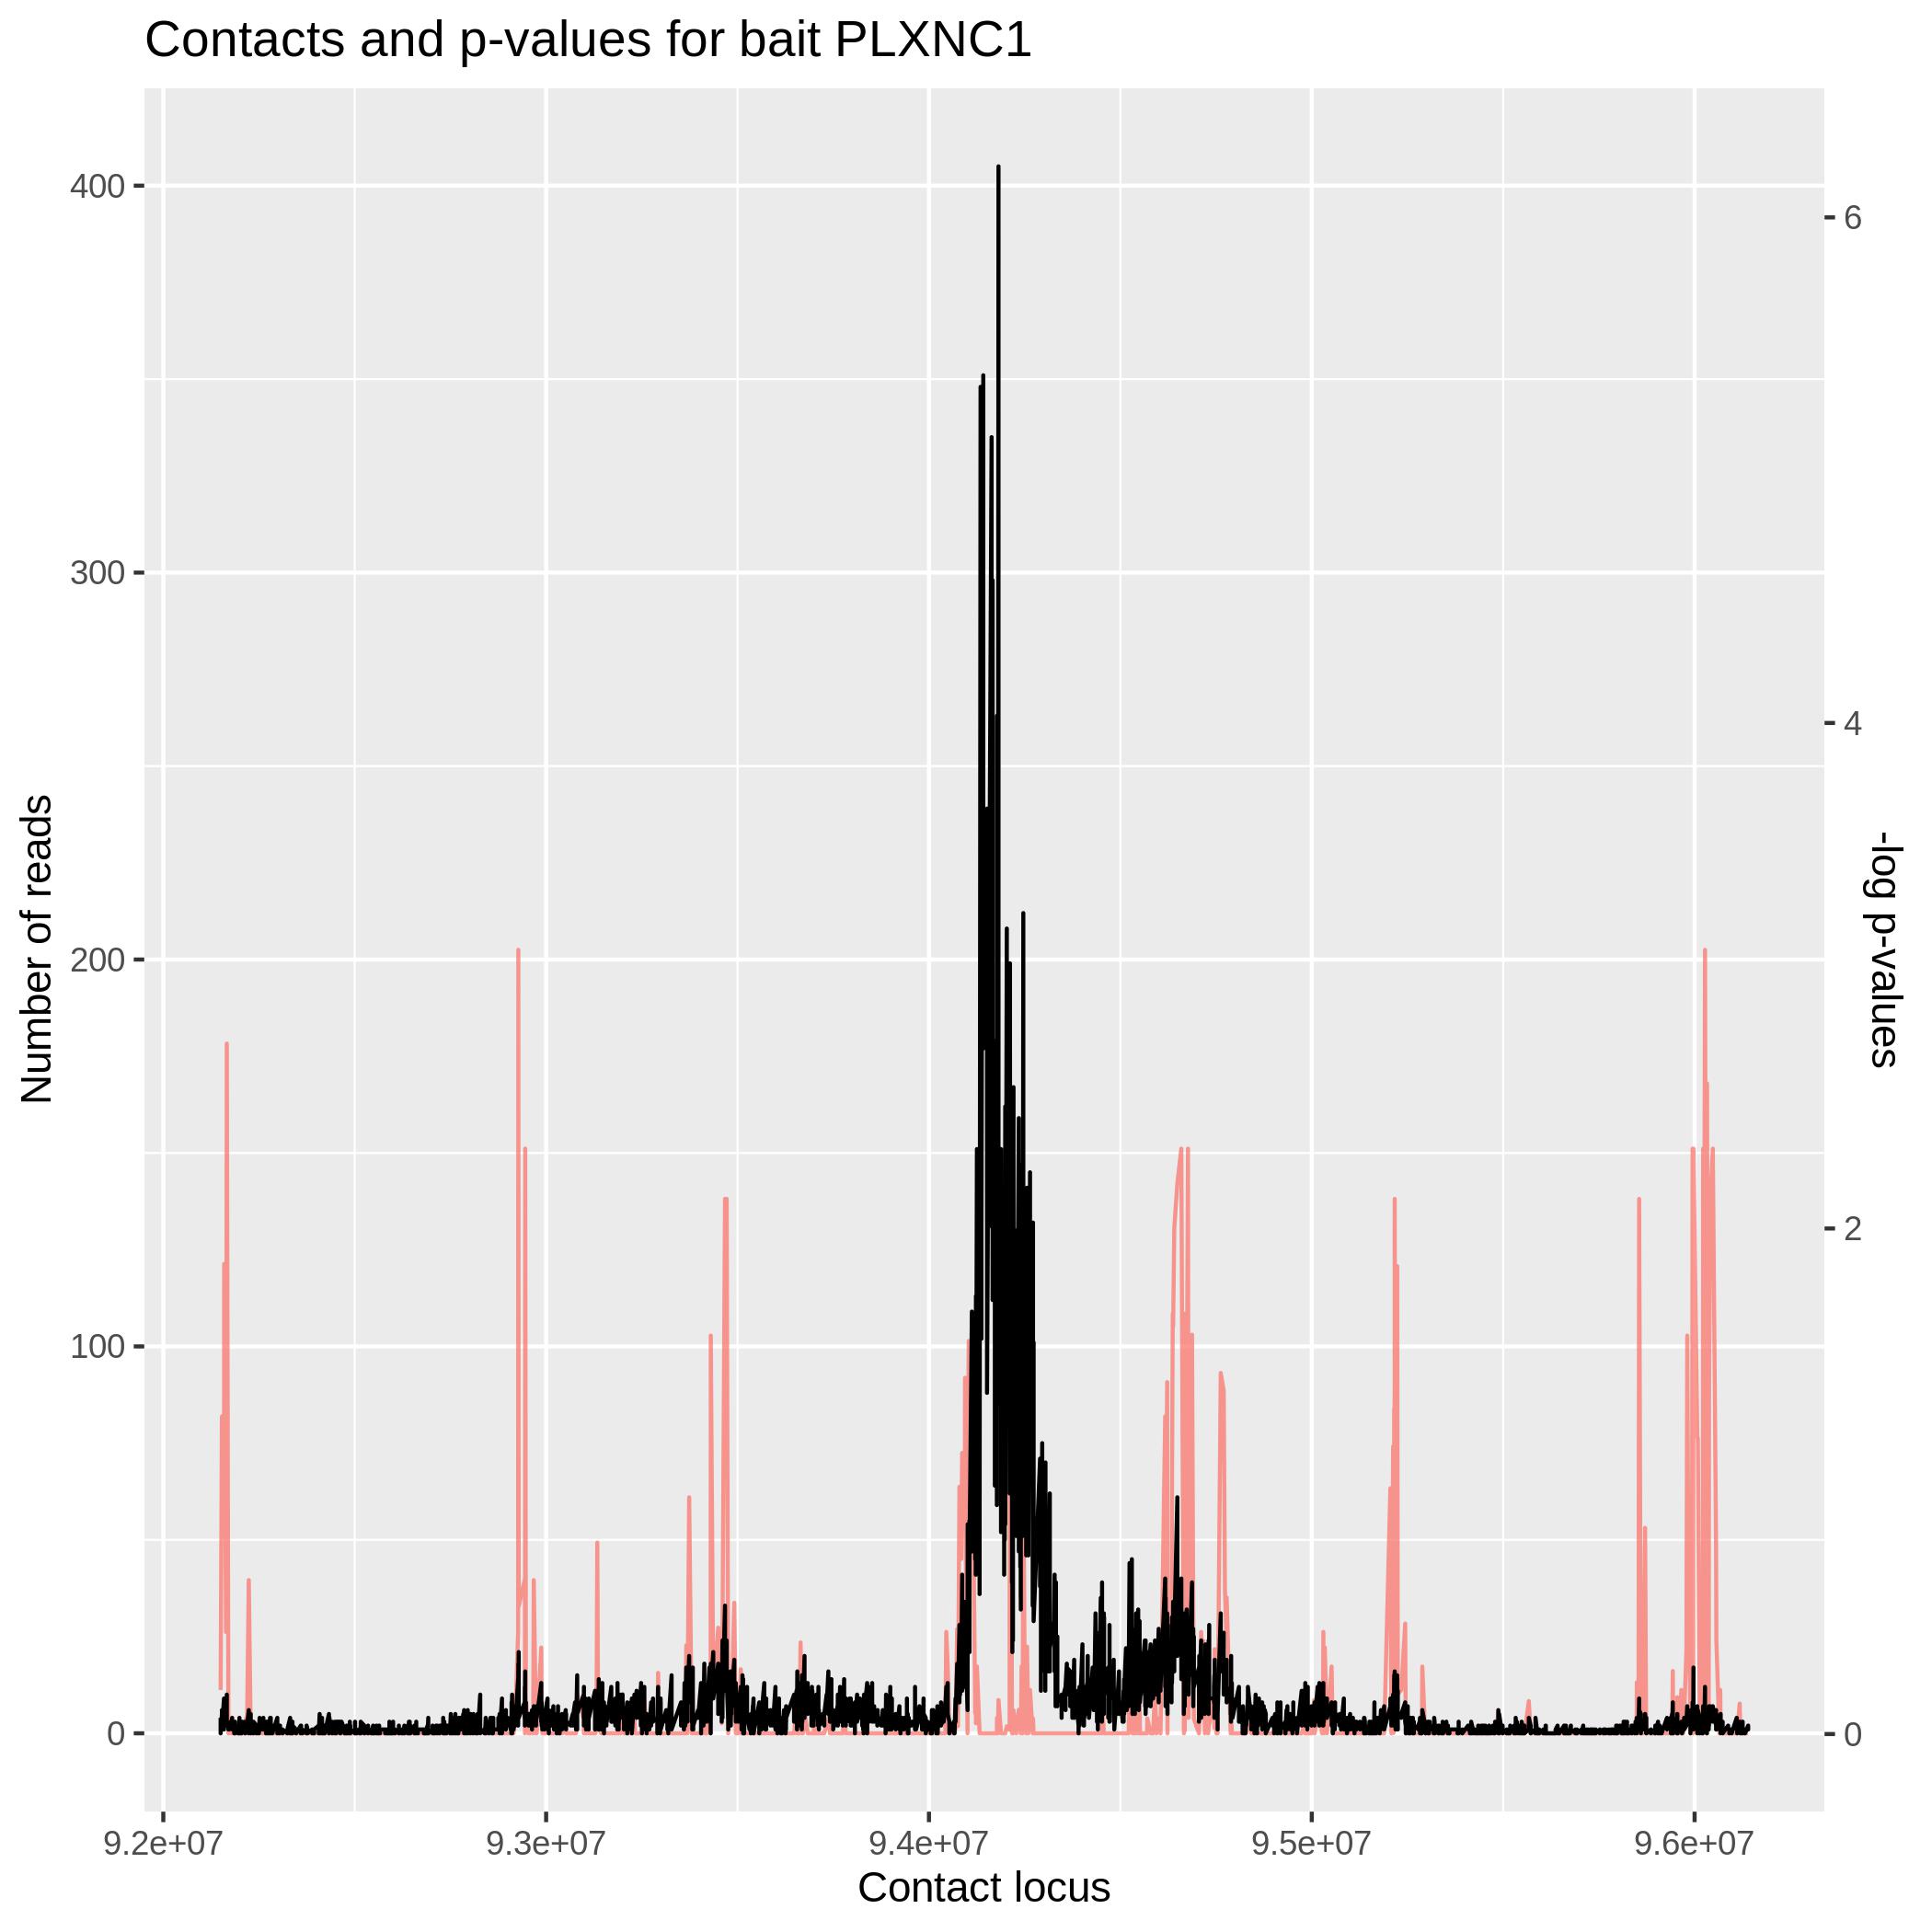 Contacts and p-values for bait PLXNC1
400
300
200
100
0
6
4
2
0
Number of reads
-log p-values
9.2e+07 9.3e+07 9.4e+07 9.5e+07 9.6e+07
Contact locus